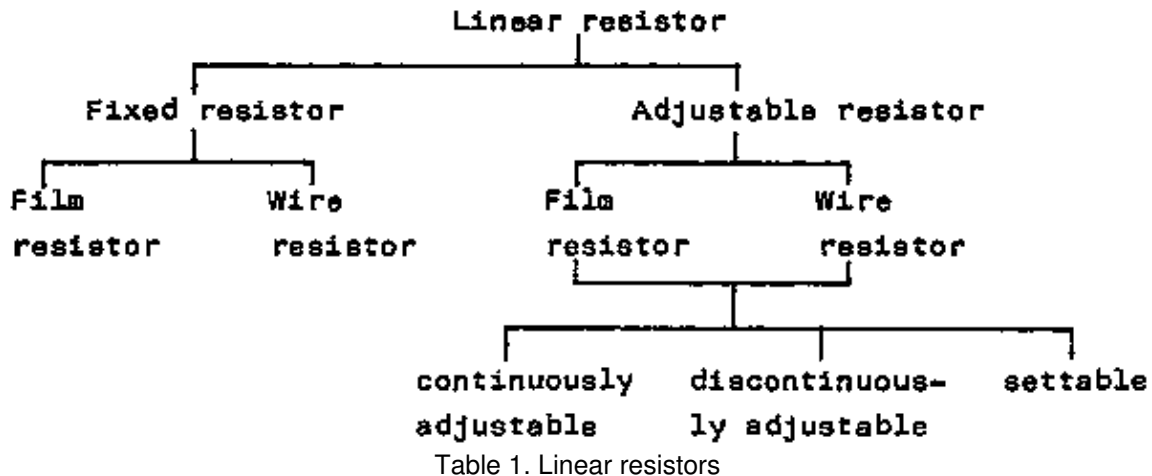 Linear resistor
Fixed resistor Adjustable resistor
Film Wire Film Wire
resistor resistor resistor resistor
continuously discontinuous- settable
adjustable ly adjustable
Table 1. Linear resistors